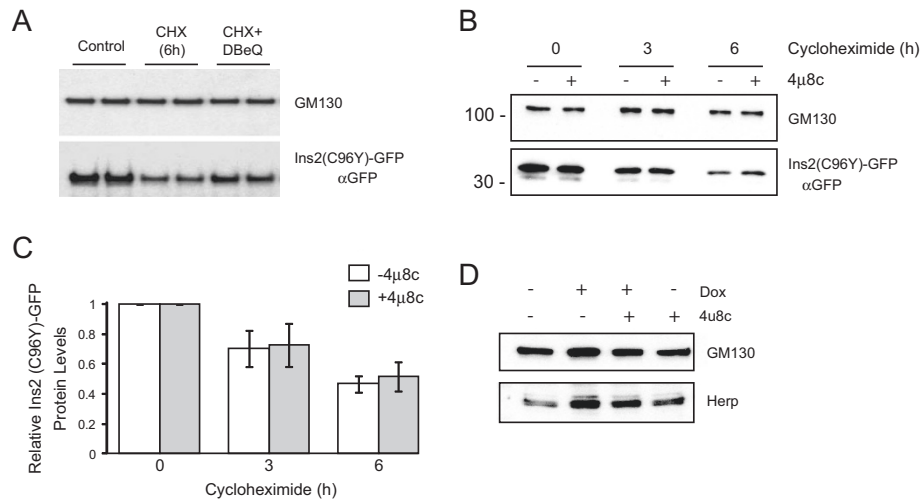 A
Control
CHX
(6h)
CHX+
DBeQ
GM130
Ins2(C96Y)-GFP
αGFP
B
0 3 6 Cycloheximide (h)
- + - + - + 4μ8c
100 -
GM130
30 -
Ins2(C96Y)-GFP
αGFP
C
-4μ8c
+4μ8c
Relative Ins2 (C96Y)-GFP
Protein Levels
1
0.8
0.6
0.4
0.2
0
0 3 6
Cycloheximide (h)
D
- + + - Dox
- - + + 4u8c
GM130
Herp